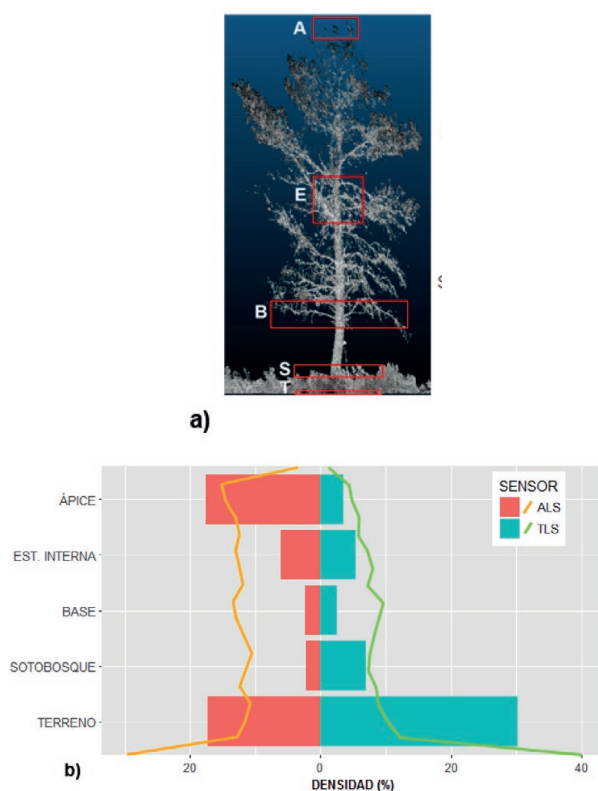 A
E
B
S
T
a)
ÁPICE
EST. INTERNA
BASE
SOTOBOSQUE
TERRENO
SENSOR
ALS
TLS
20
0
20
40
b)
DENSIDAD (%)